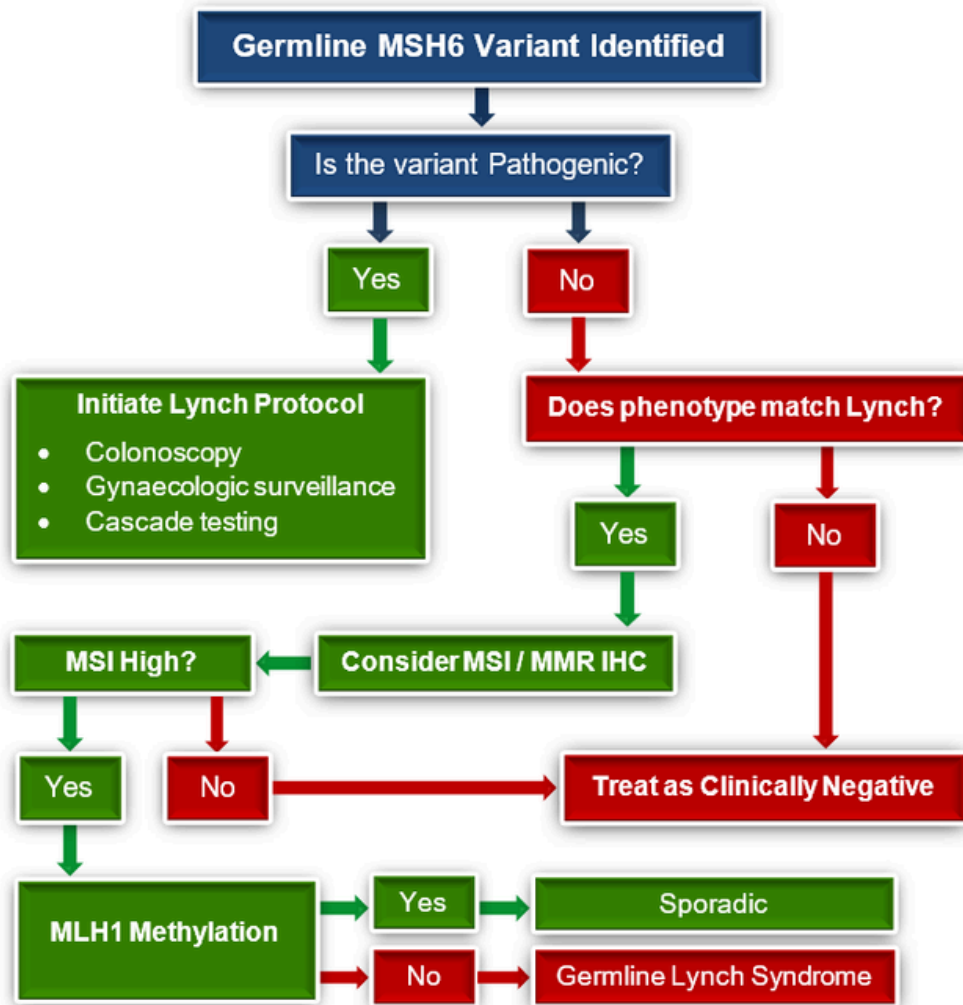 Germline MSH6 Variant Identified
Is the variant Pathogenic?
Yes
No
Initiate Lynch Protocol
• Colonoscopy
• Gynaecologic surveillance
• Cascade testing
Does phenotype match Lynch?
Yes
No
MSI High?
Consider MSI / MMR IHC
Yes
No
Treat as Clinically Negative
MLH1 Methylation
Yes
Sporadic
No
Germline Lynch Syndrome